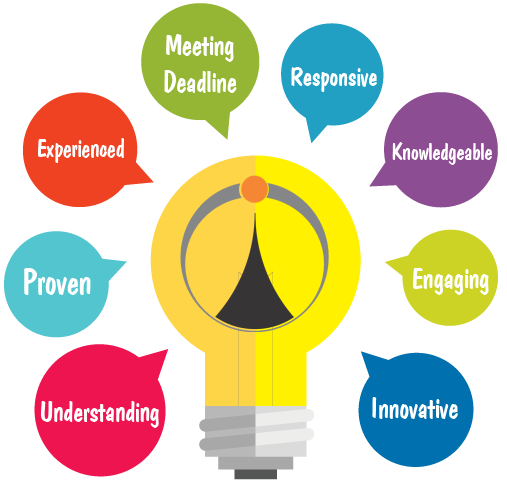 Meeting
Deadline
Responsive
Experienced
Knowledgeable
Proven
Engaging
Understanding
Innovative